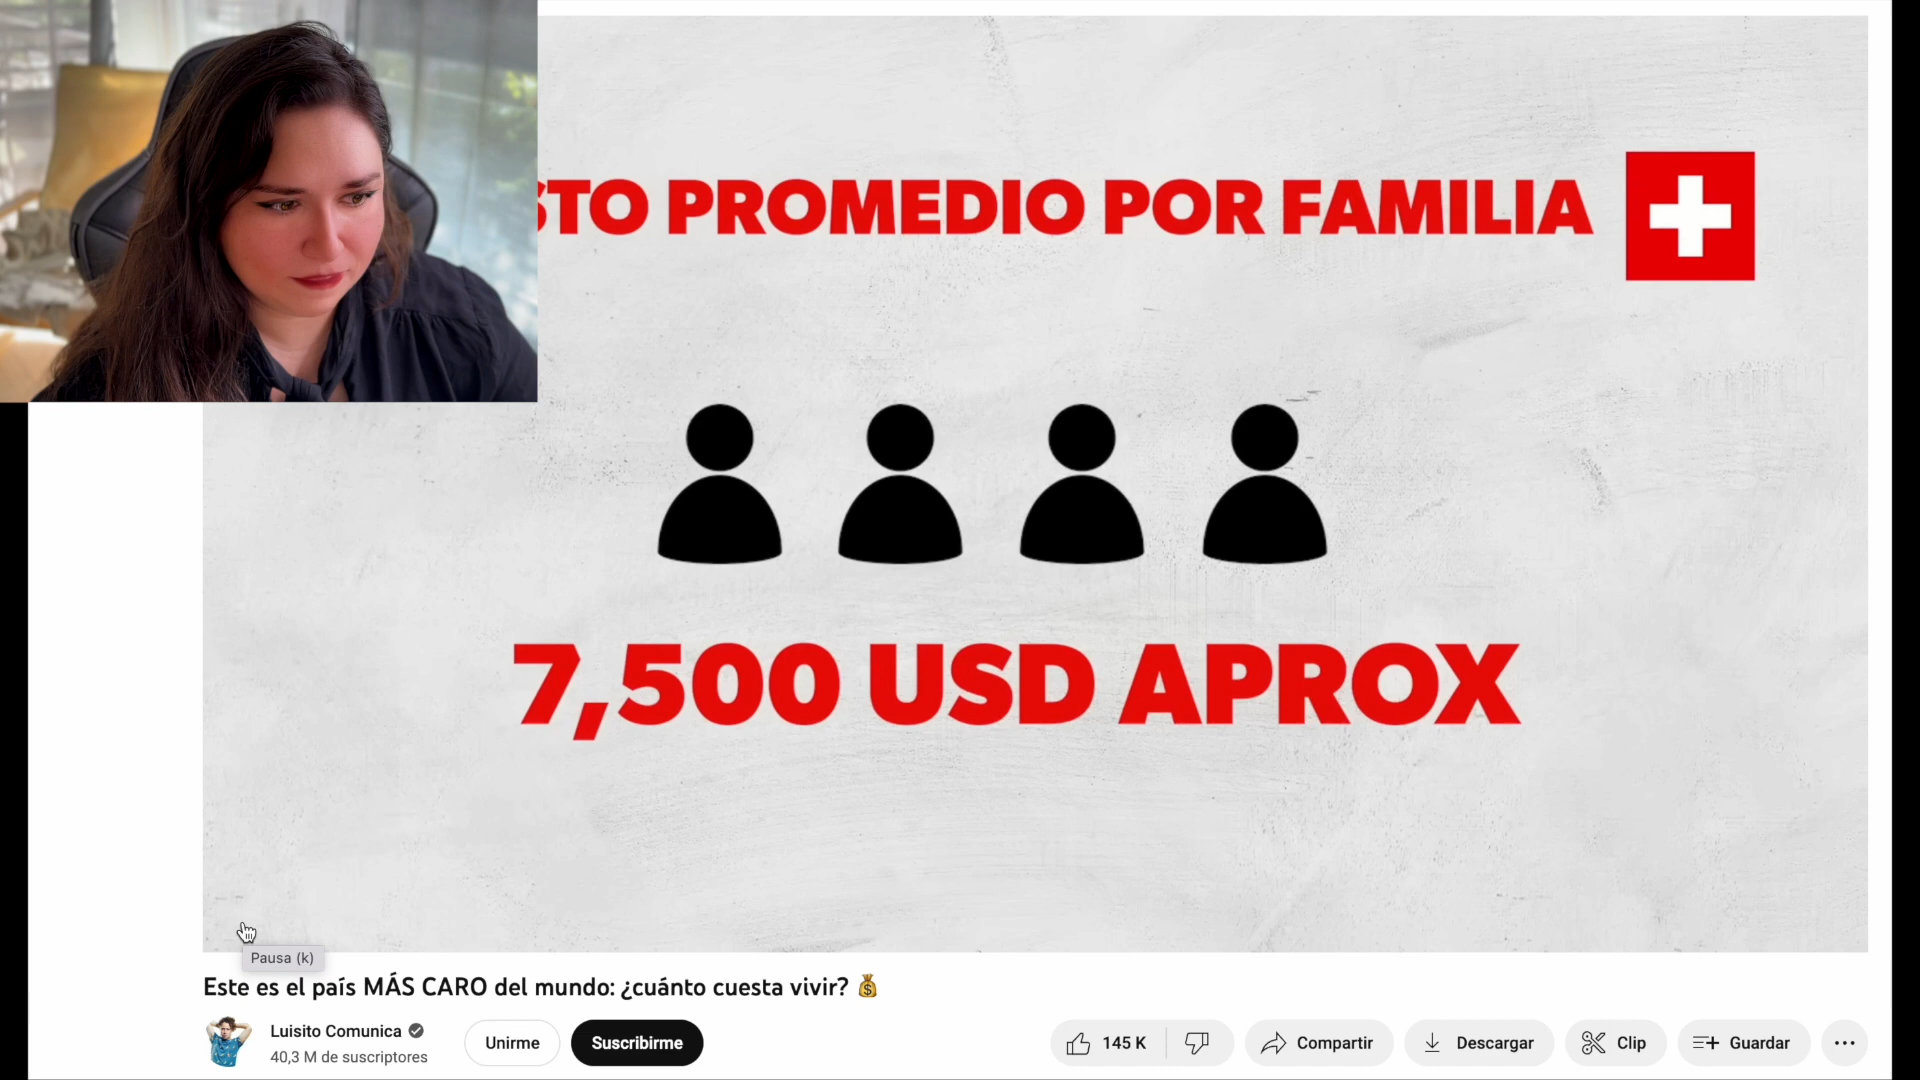 PROMEDIO POR FAMILIA
7,500 USD APROX
Pausa (k)
Este es el país MÁS CARO del mundo: ¿cuánto cuesta vivir? 💰
Luisito Comunica
40,3 M de suscriptores
Unirme
Suscribirme
145 K
Compartir
Descargar
Clip
Guardar